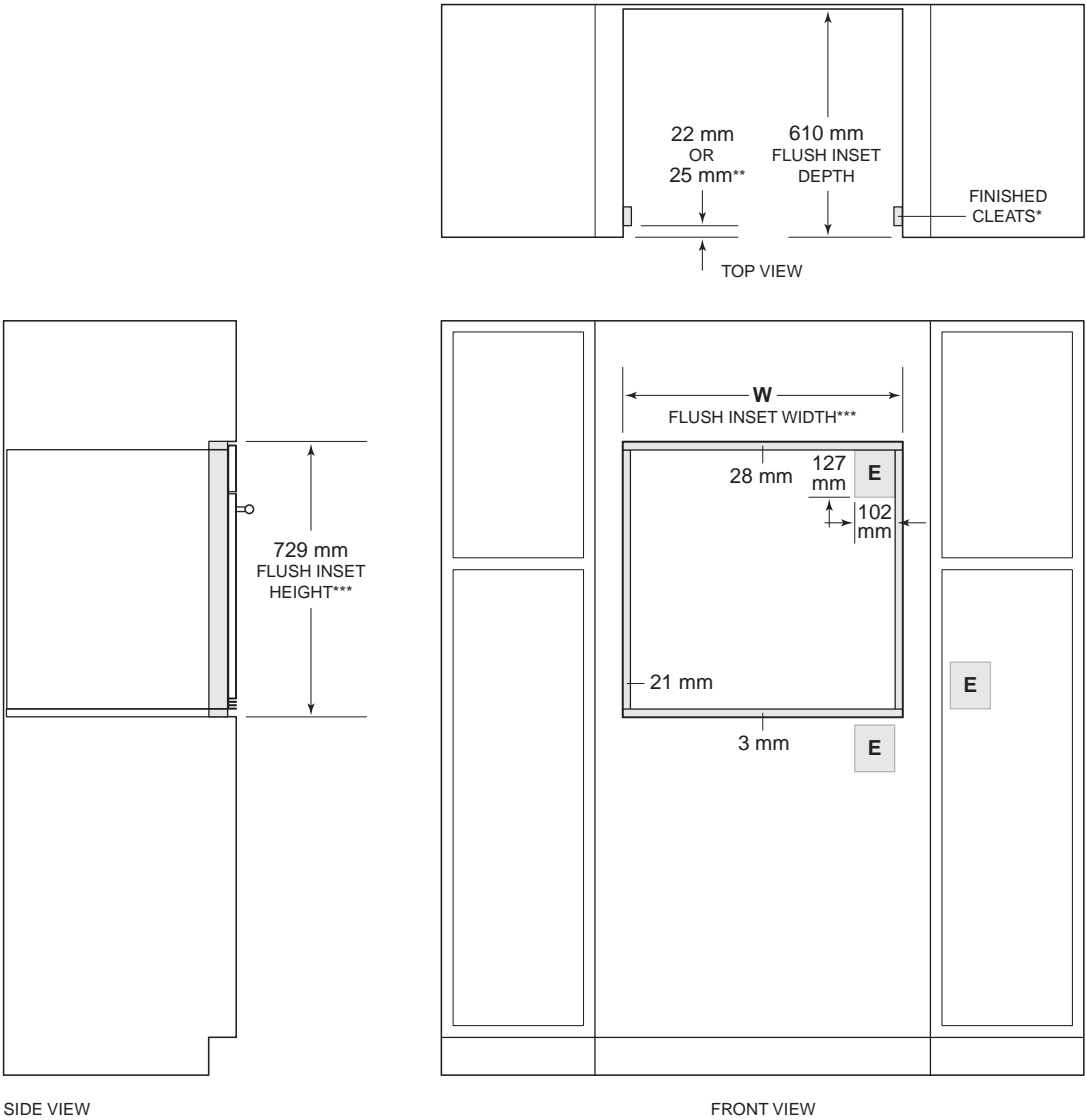 22 mm
OR
25 mm**
610 mm
FLUSH INSET
DEPTH
FINISHED
CLEATS*
TOP VIEW
W
FLUSH INSET WIDTH***
28 mm
127
mm
E
102
mm
729 mm
FLUSH INSET
HEIGHT***
21 mm
E
3 mm
E
SIDE VIEW
FRONT VIEW